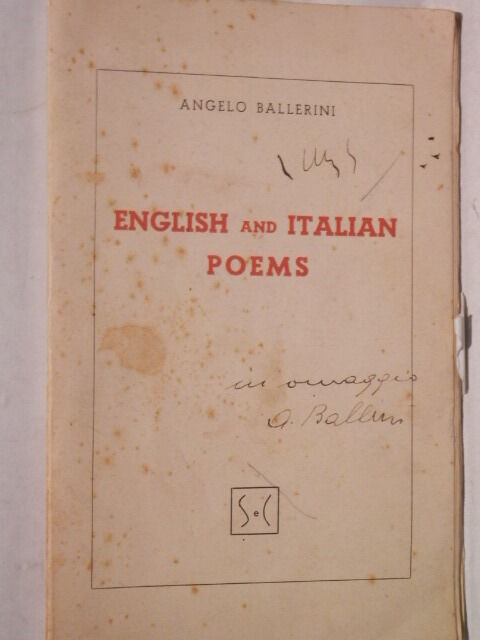 ANGELO BALLERINI
ENGLISH AND ITALIAN
POEMS
in omaggio
A. Ballerini
S e C